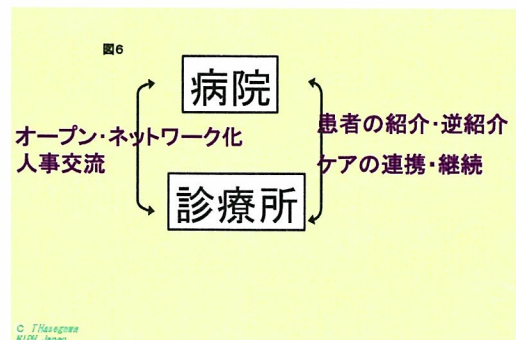 図6
病院
オープン・ネットワーク化
人事交流
患者の紹介・逆紹介
ケアの連携・継続
診療所
© T.Hasegawa
NIPH Japan